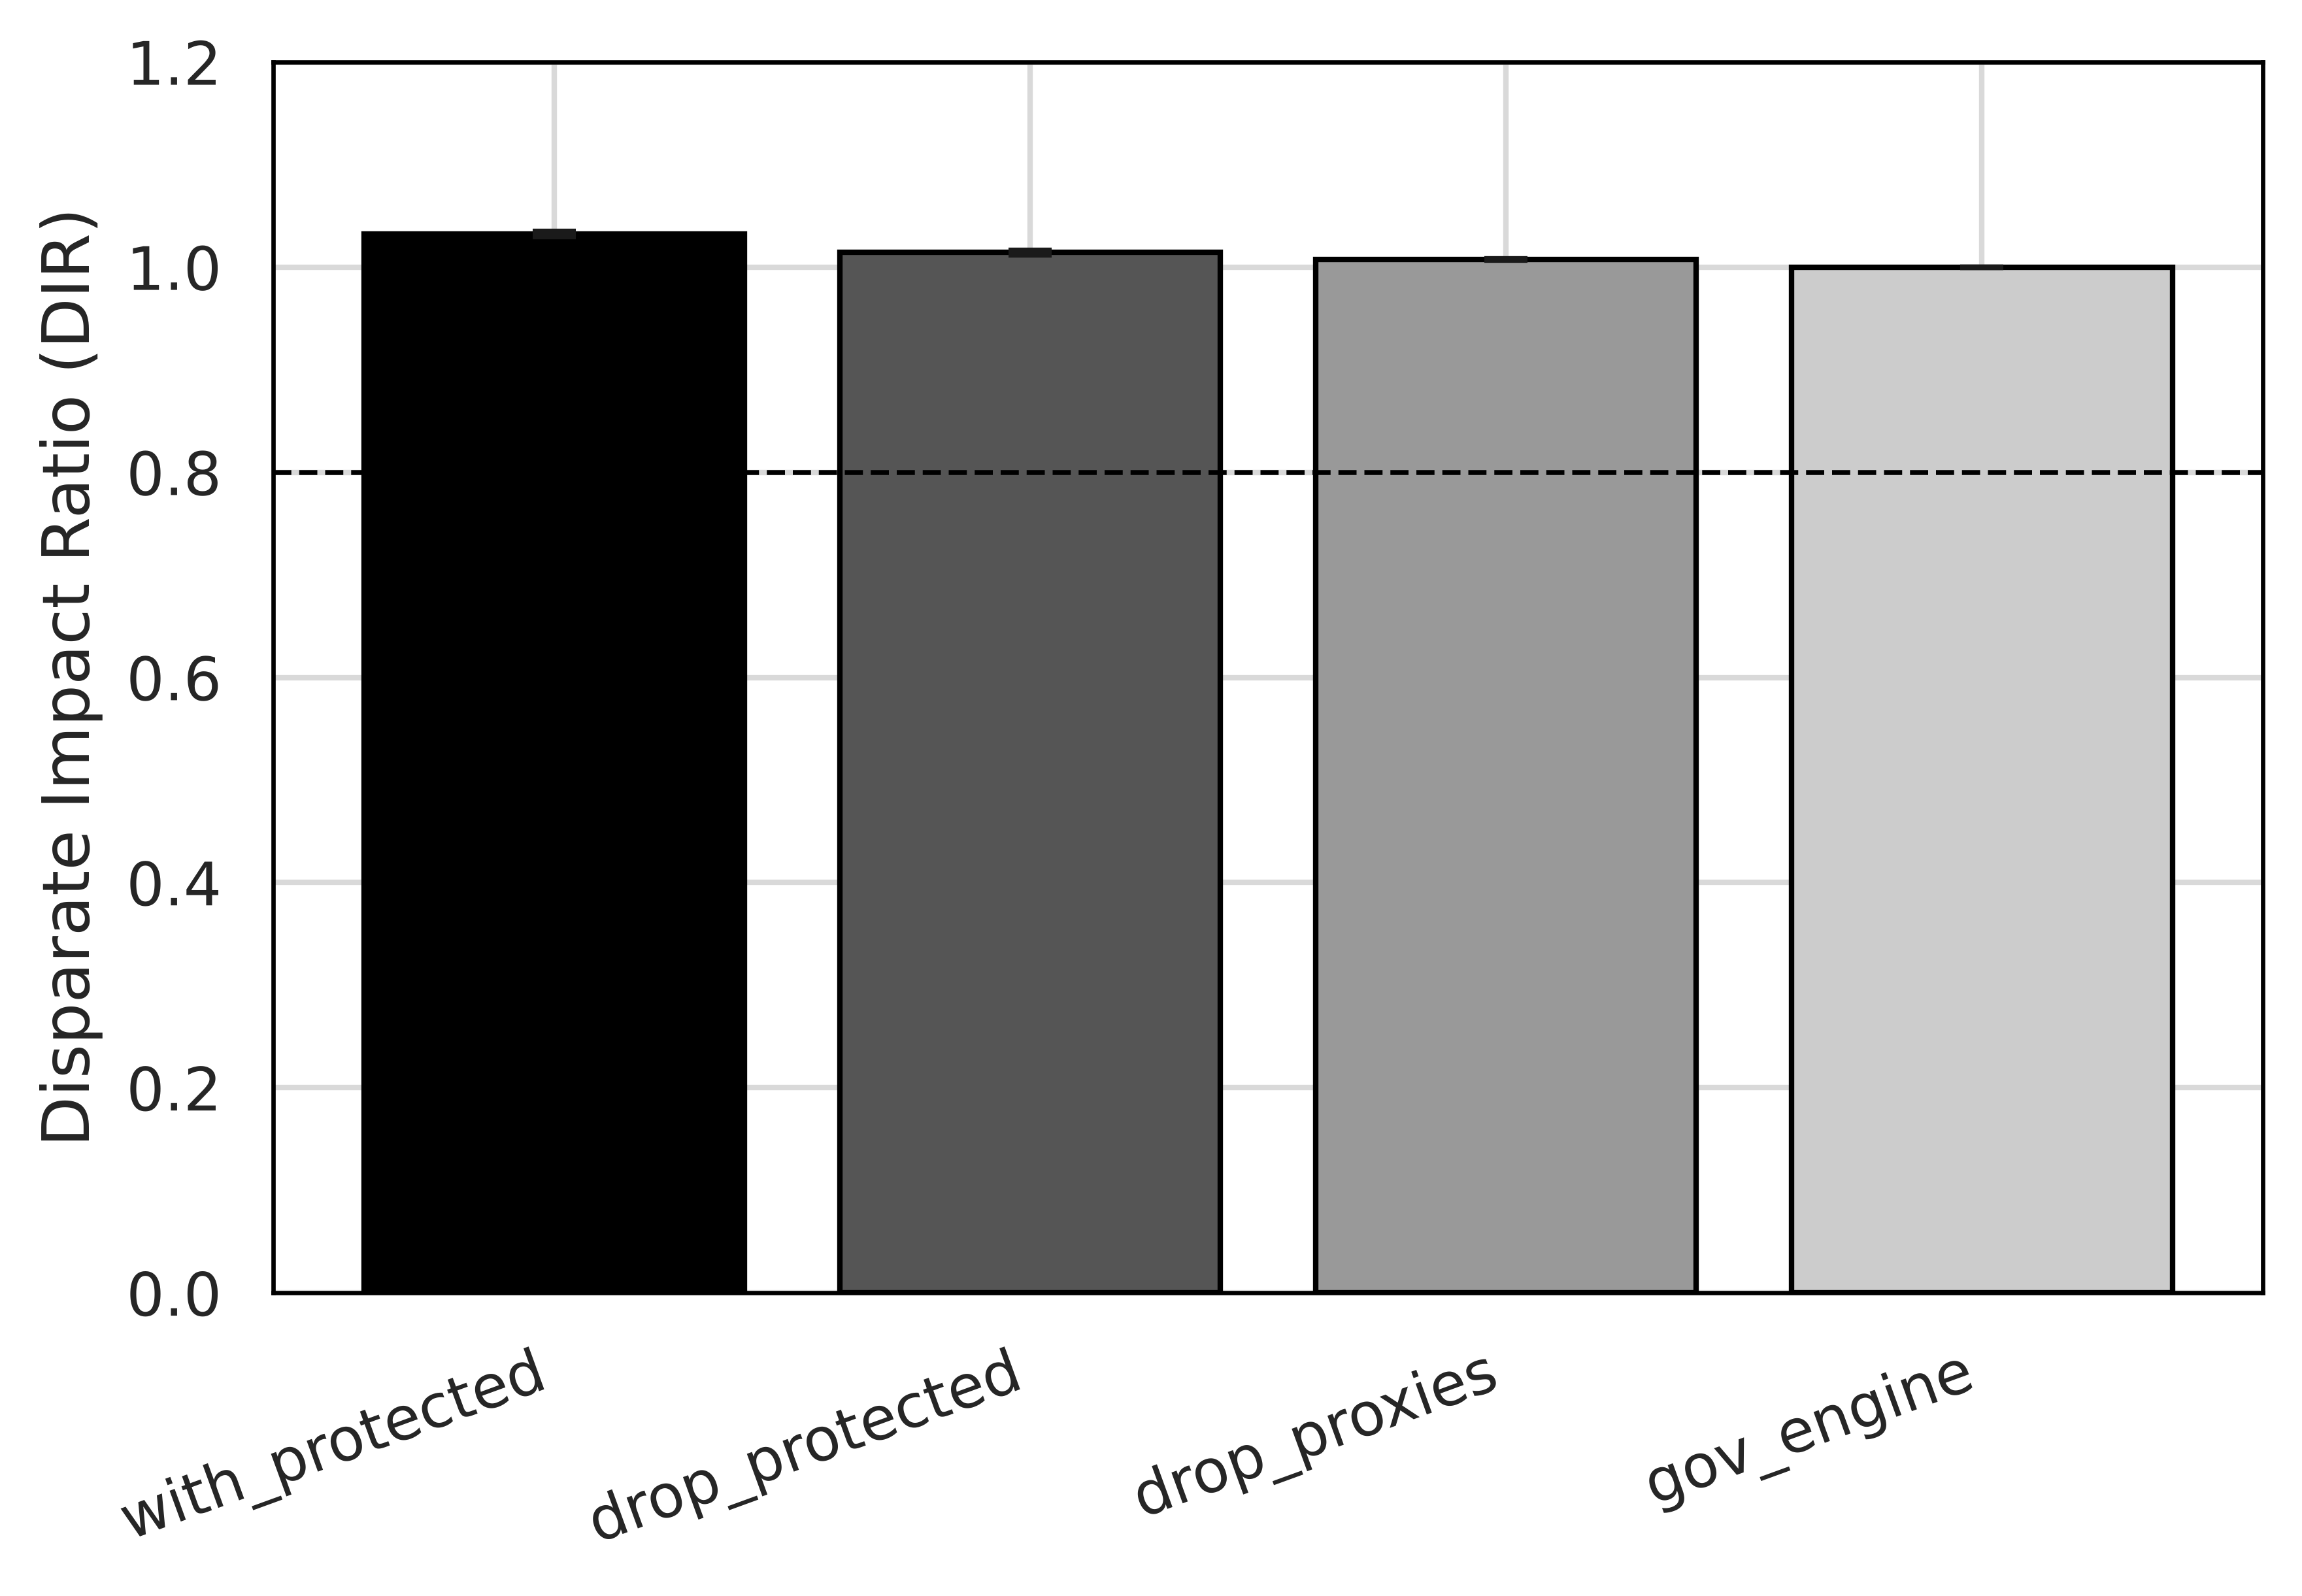 Disparate Impact Ratio (DIR)
1.2
1.0
0.8
0.6
0.4
0.2
0.0
with_protected
drop_protected
drop_proxies
gov_engine